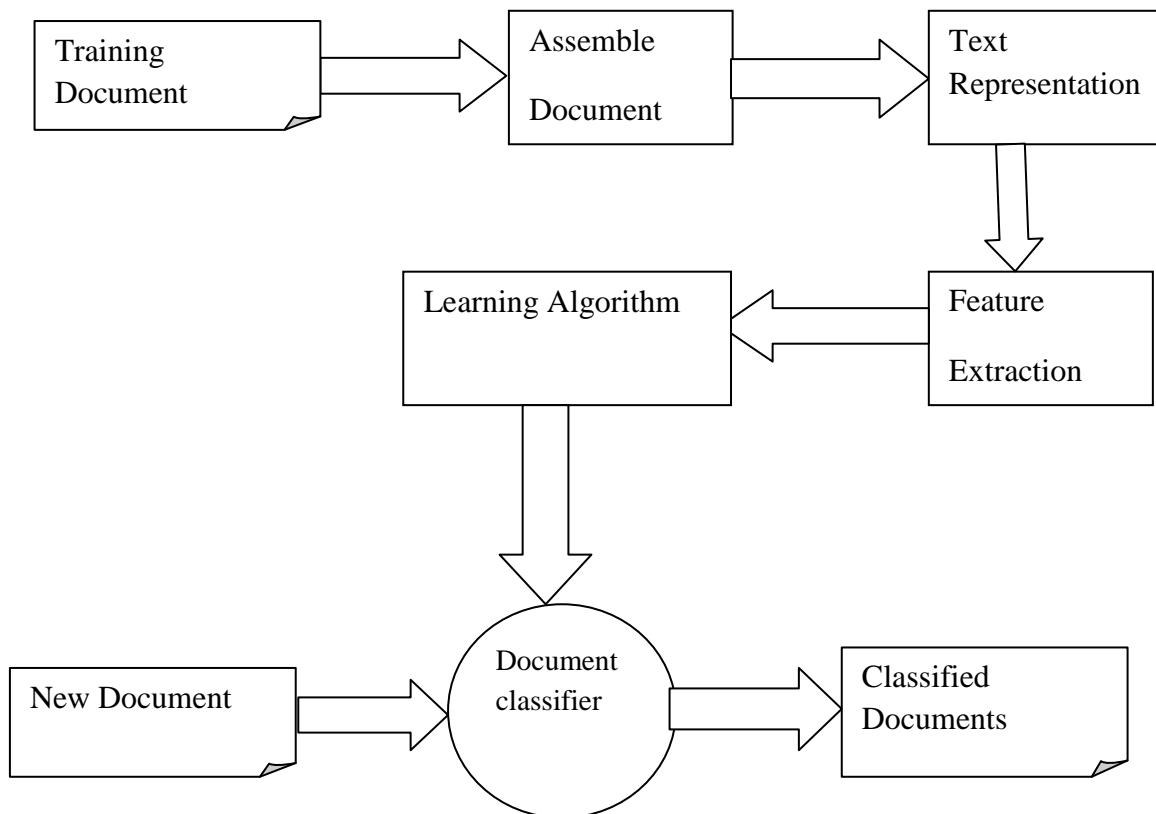 Training
Document
Assemble
Document
Text
Representation
Learning Algorithm
Feature
Extraction
New Document
Document
classifier
Classified
Documents